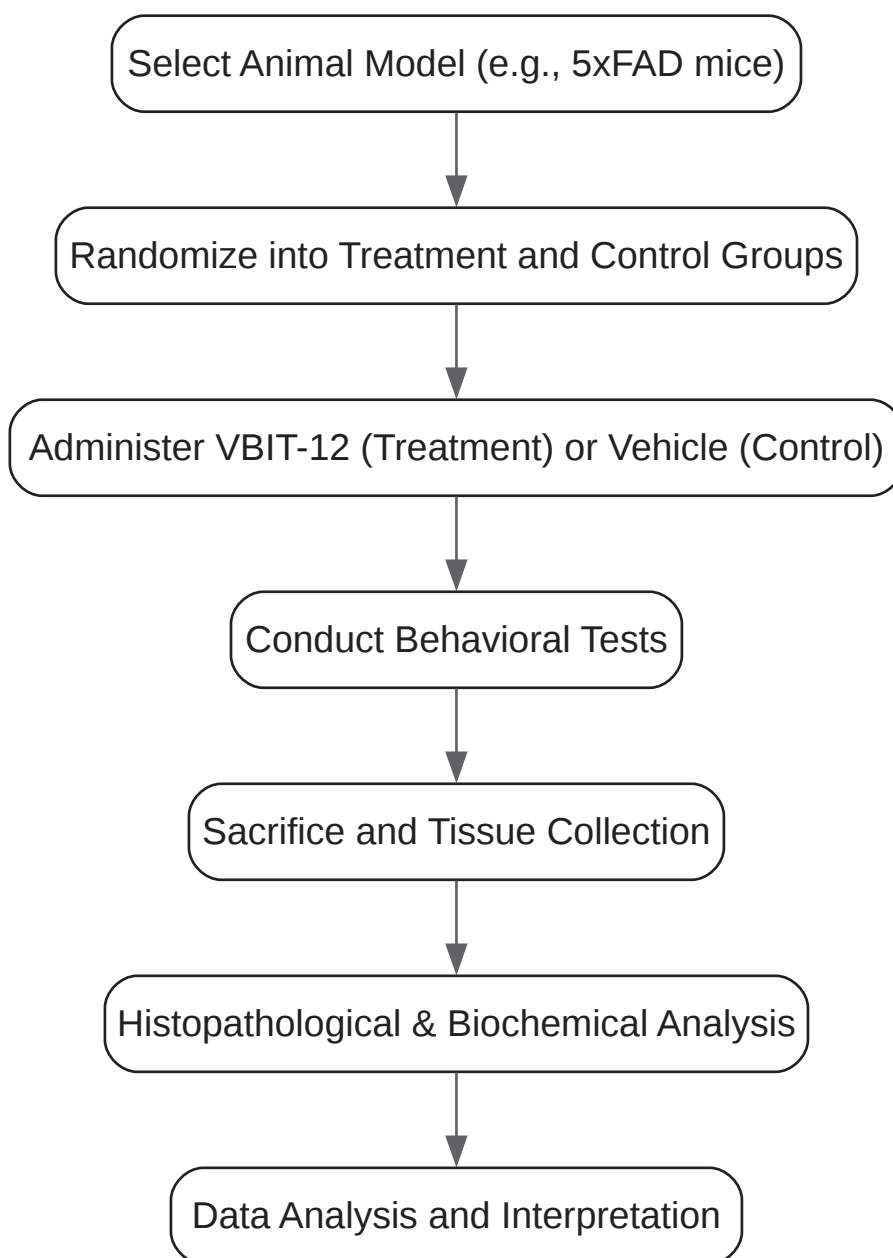 Select Animal Model (e.g., 5xFAD mice)
Randomize into Treatment and Control Groups
Administer VBIT-12 (Treatment) or Vehicle (Control)
Conduct Behavioral Tests
Sacrifice and Tissue Collection
Histopathological & Biochemical Analysis
Data Analysis and Interpretation